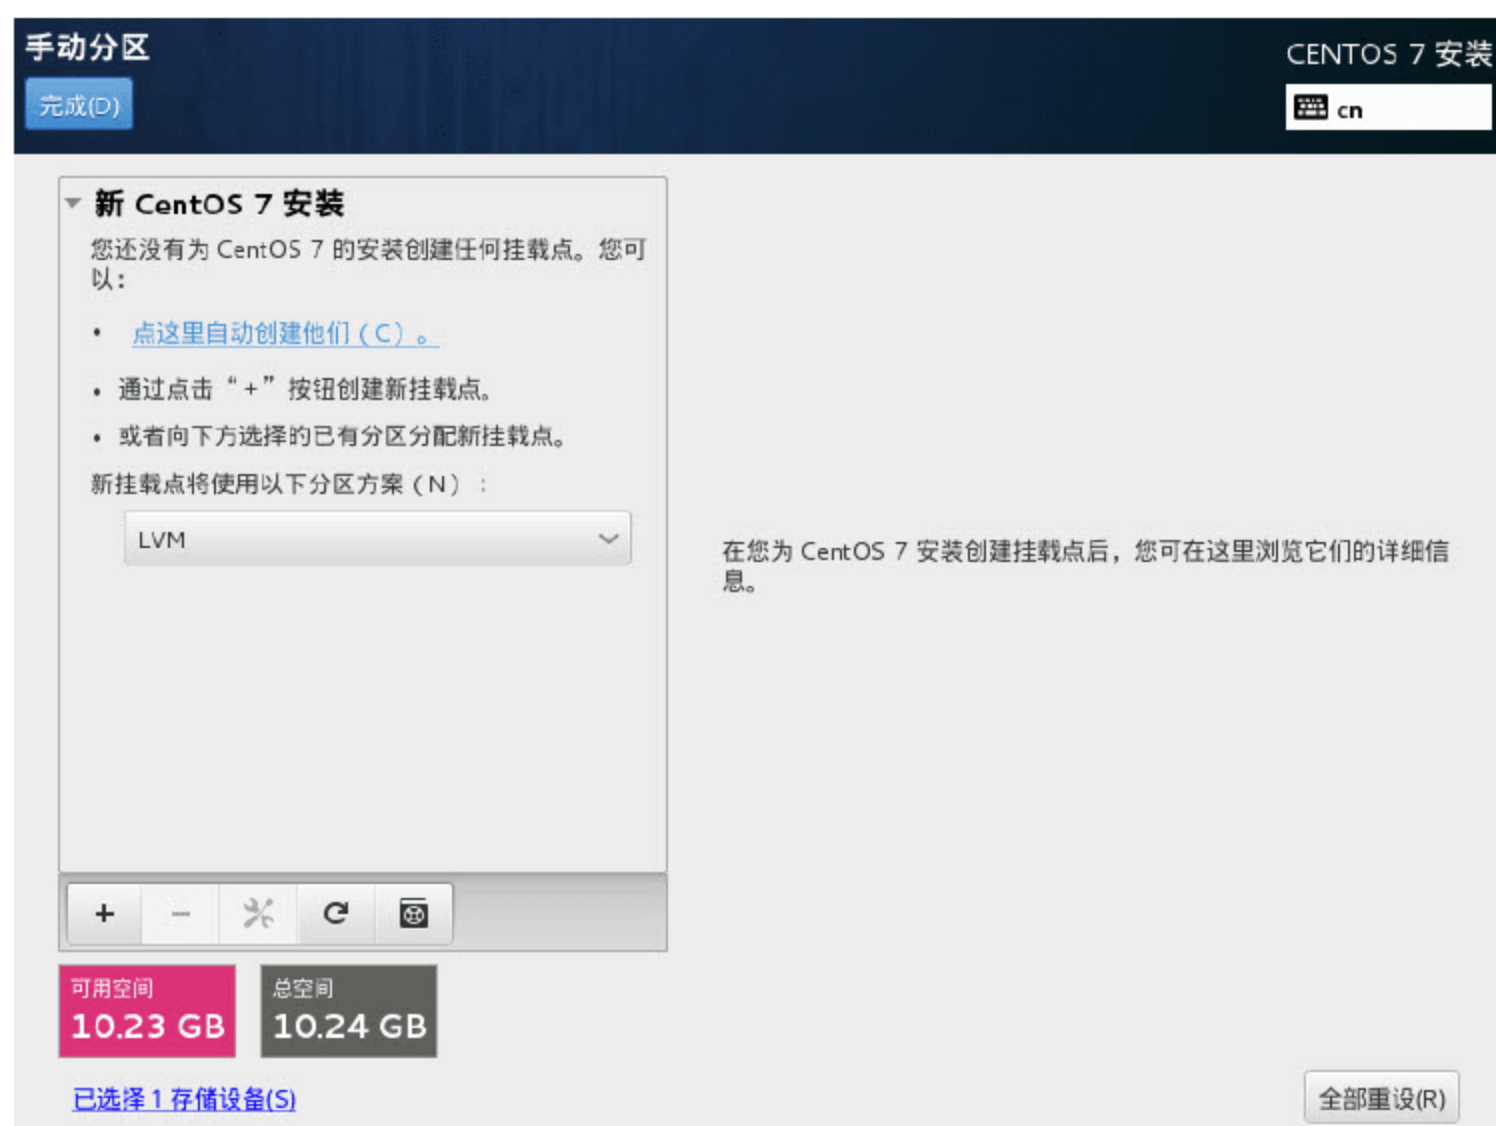 手动分区
CENTOS 7 安装
完成(D)
cn
新 CentOS 7 安装
您还没有为 CentOS 7 的安装创建任何挂载点。您可
以：
• 点这里自动创建他们（C）。
• 通过点击“+”按钮创建新挂载点。
• 或者向下方选择的已有分区分配新挂载点。
新挂载点将使用以下分区方案（N）：
LVM
在您为 CentOS 7 安装创建挂载点后，您可在这里浏览它们的详细信
息。
可用空间
10.23 GB
总空间
10.24 GB
已选择 1 存储设备(S)
全部重设(R)